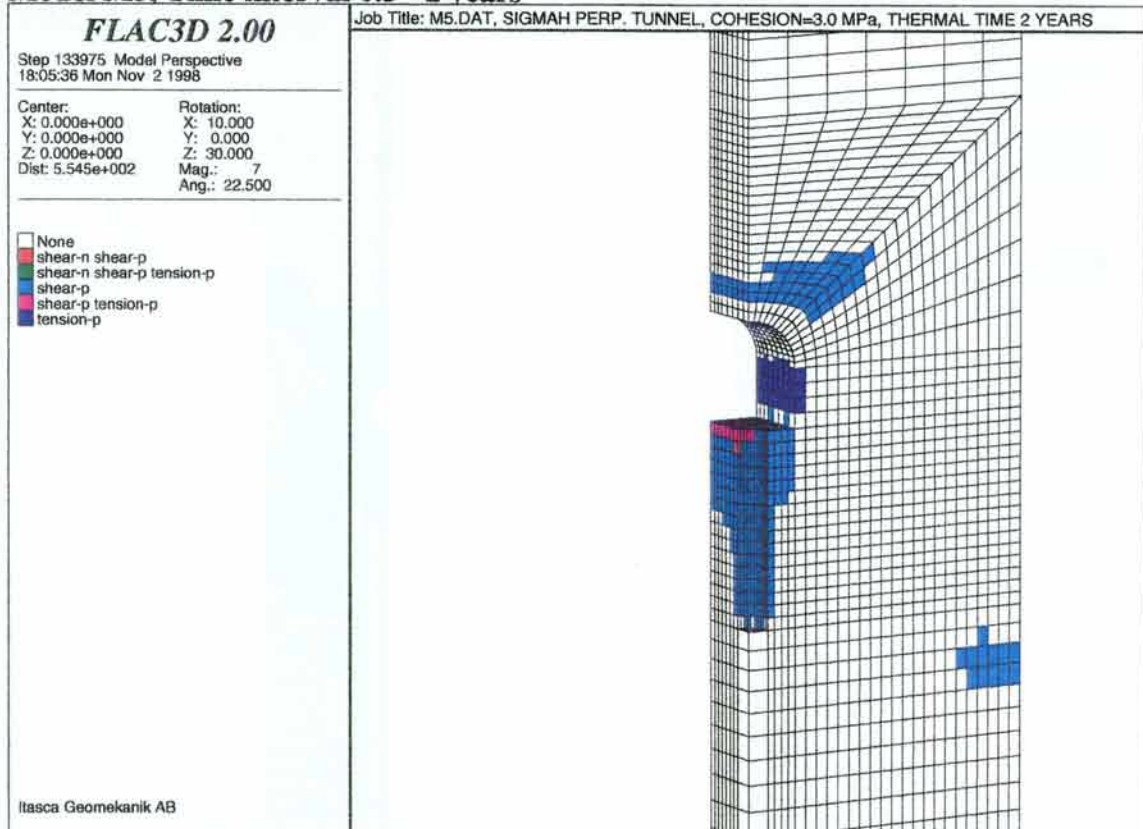 FLAC3D 2.00
Job Title: M5.DAT, SIGMAH PERP. TUNNEL, COHESION=3.0 MPa, THERMAL TIME 2 YEARS
Step 133975 Model Perspective
18:05:36 Mon Nov 2 1998
Center:
X: 0.000e+000
Y: 0.000e+000
Z: 0.000e+000
Dist: 5.545e+002
Rotation:
X: 10.000
Y: 0.000
Z: 30.000
Mag.: 7
Ang.: 22.500
None
shear-n shear-p
shear-n shear-p tension-p
shear-p
shear-p tension-p
tension-p
Itasca Geomekanik AB